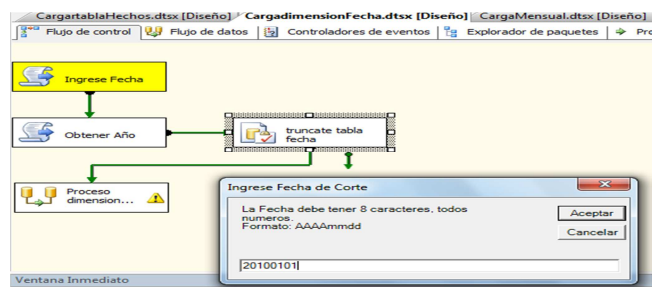 CargartablaHechos.dtsx [Diseño] CargadimensionFecha.dtsx [Diseño] CargaMensual.dtsx [Diseño]
Flujo de control Flujo de datos Controladores de eventos Explorador de paquetes Pro
Ingrese Fecha
Obtener Año
truncate tabla
fecha
Proceso
dimension...
Ingrese Fecha de Corte
La Fecha debe tener 8 caracteres, todos
numeros.
Formato: AAAAmmdd
Aceptar
Cancelar
20100101
Ventana Inmediato